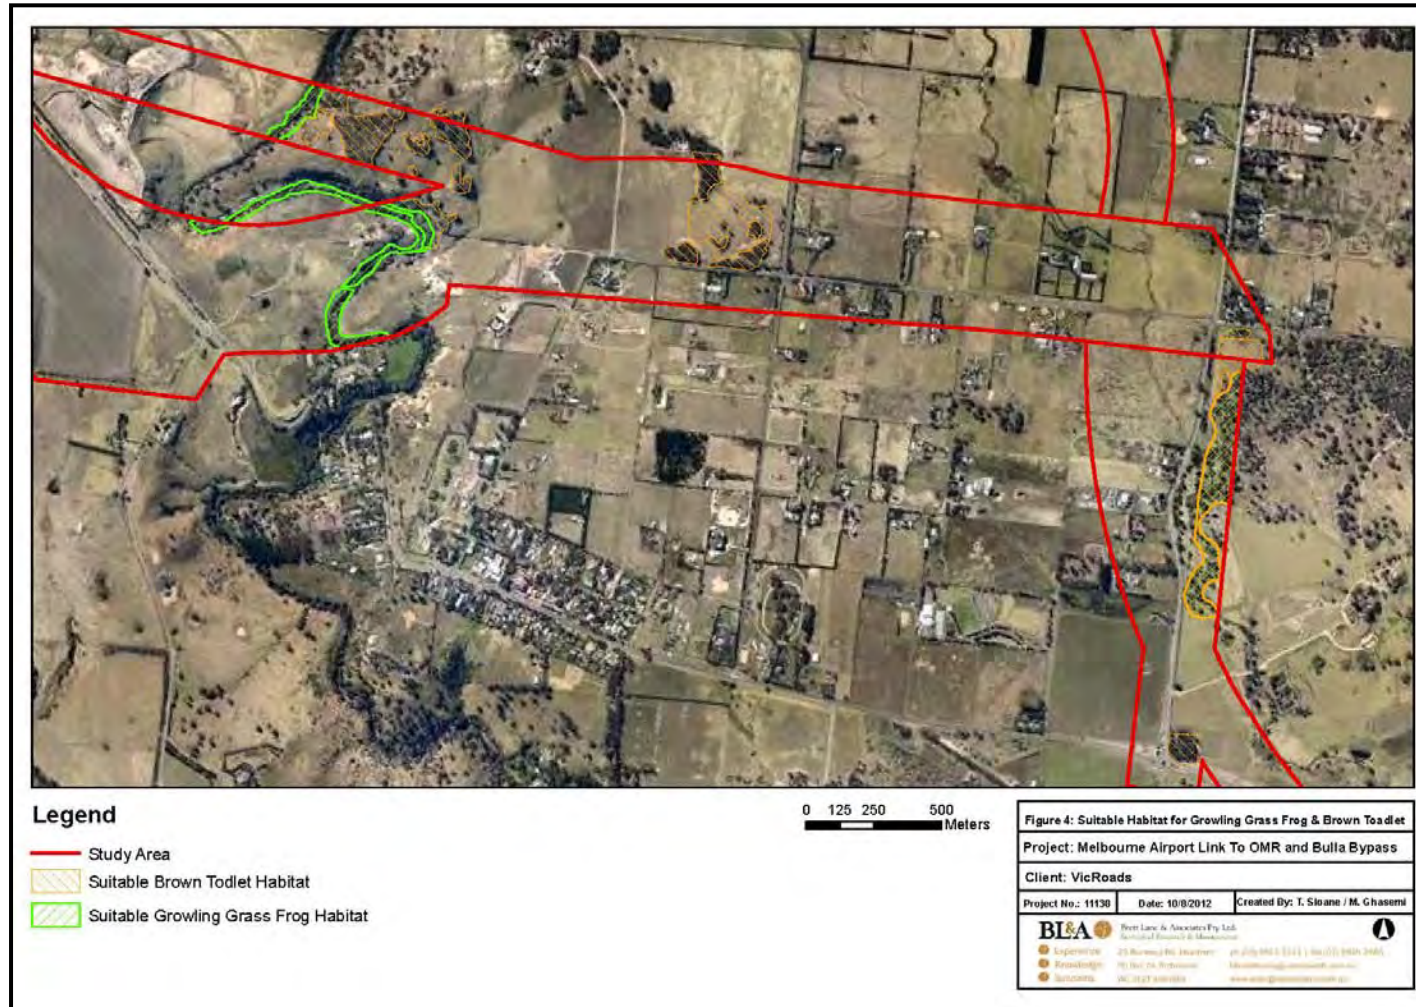 Legend
Study Area
Suitable Brown Todlet Habitat
Suitable Growling Grass Frog Habitat
0 125 250 500
Meters
Figure 4: Suitable Habitat for Growling Grass Frog & Brown Toadlet
Project: Melbourne Airport Link To OMR and Bulla Bypass
Client: VicRoads
Project No.: 11130 Date: 10/8/2012 Created By: T. Sloane / M. Ghasemi
BL&A Brett Lane & Associates Pty Ltd
Experience
Knowledge